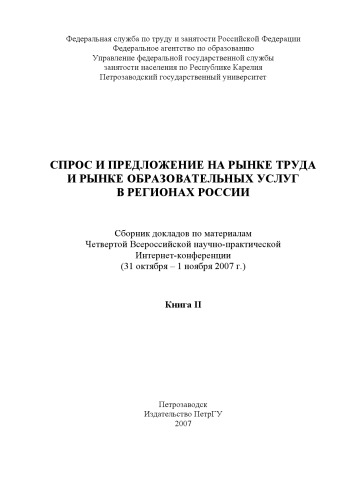 Федеральная служба по труду и занятости Российской Федерации
Федеральное агентство по образованию
Управление федеральной государственной службы
занятости населения по Республике Карелия
Петрозаводский государственный университет
СПРОС И ПРЕДЛОЖЕНИЕ НА РЫНКЕ ТРУДА
И РЫНКЕ ОБРАЗОВАТЕЛЬНЫХ УСЛУГ
В РЕГИОНАХ РОССИИ
Сборник докладов по материалам
Четвертой Всероссийской научно-практической
Интернет-конференции
(31 октября – 1 ноября 2007 г.)
Книга II
Петрозаводск
Издательство ПетрГУ
2007